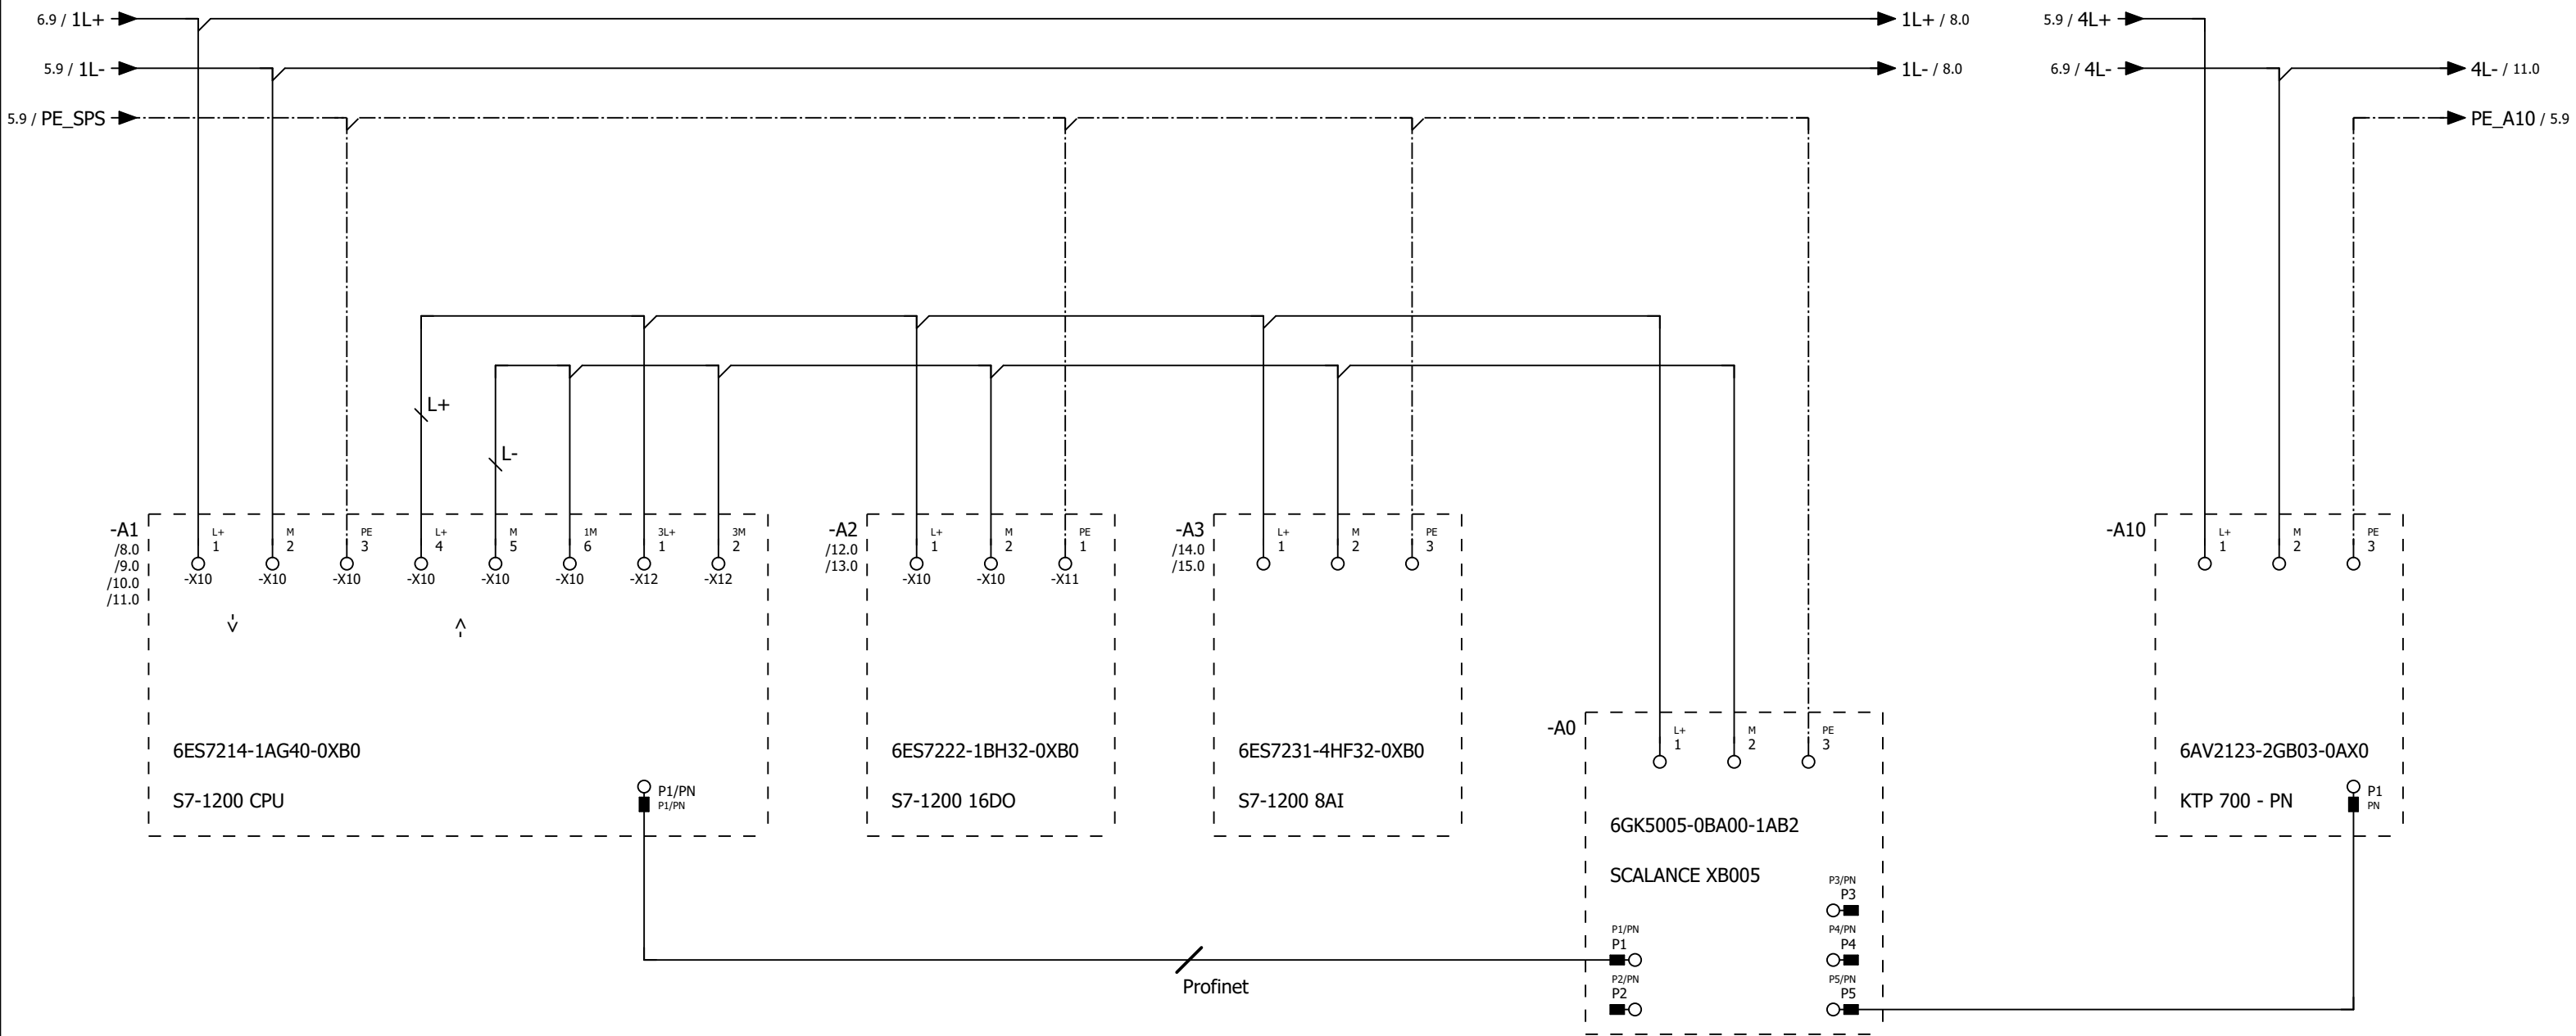 6.9 / 1L+
1L+ / 8.0
5.9 / 4L+
5.9 / 1L-
1L- / 8.0
6.9 / 4L-
4L- / 11.0
5.9 / PE_SPS
PE_A10 / 5.9
L+
L-
-A1
/8.0
/9.0
/10.0
/11.0
L+
1
-X10
M
2
-X10
PE
3
-X10
L+
4
-X10
M
5
-X10
1M
6
-X10
3L+
1
-X12
3M
2
-X12
6ES7214-1AG40-0XB0
S7-1200 CPU
P1/PN
P1/PN
-A2
/12.0
/13.0
L+
1
-X10
M
2
-X10
PE
1
-X11
6ES7222-1BH32-0XB0
S7-1200 16DO
-A3
/14.0
/15.0
L+
1
M
2
PE
3
6ES7231-4HF32-0XB0
S7-1200 8AI
-A0
L+
1
M
2
PE
3
6GK5005-0BA00-1AB2
SCALANCE XB005
P3/PN
P3
P1/PN
P1
P4/PN
P4
P2/PN
P2
P5/PN
P5
-A10
L+
1
M
2
PE
3
6AV2123-2GB03-0AX0
KTP 700 - PN
P1
PN
Profinet